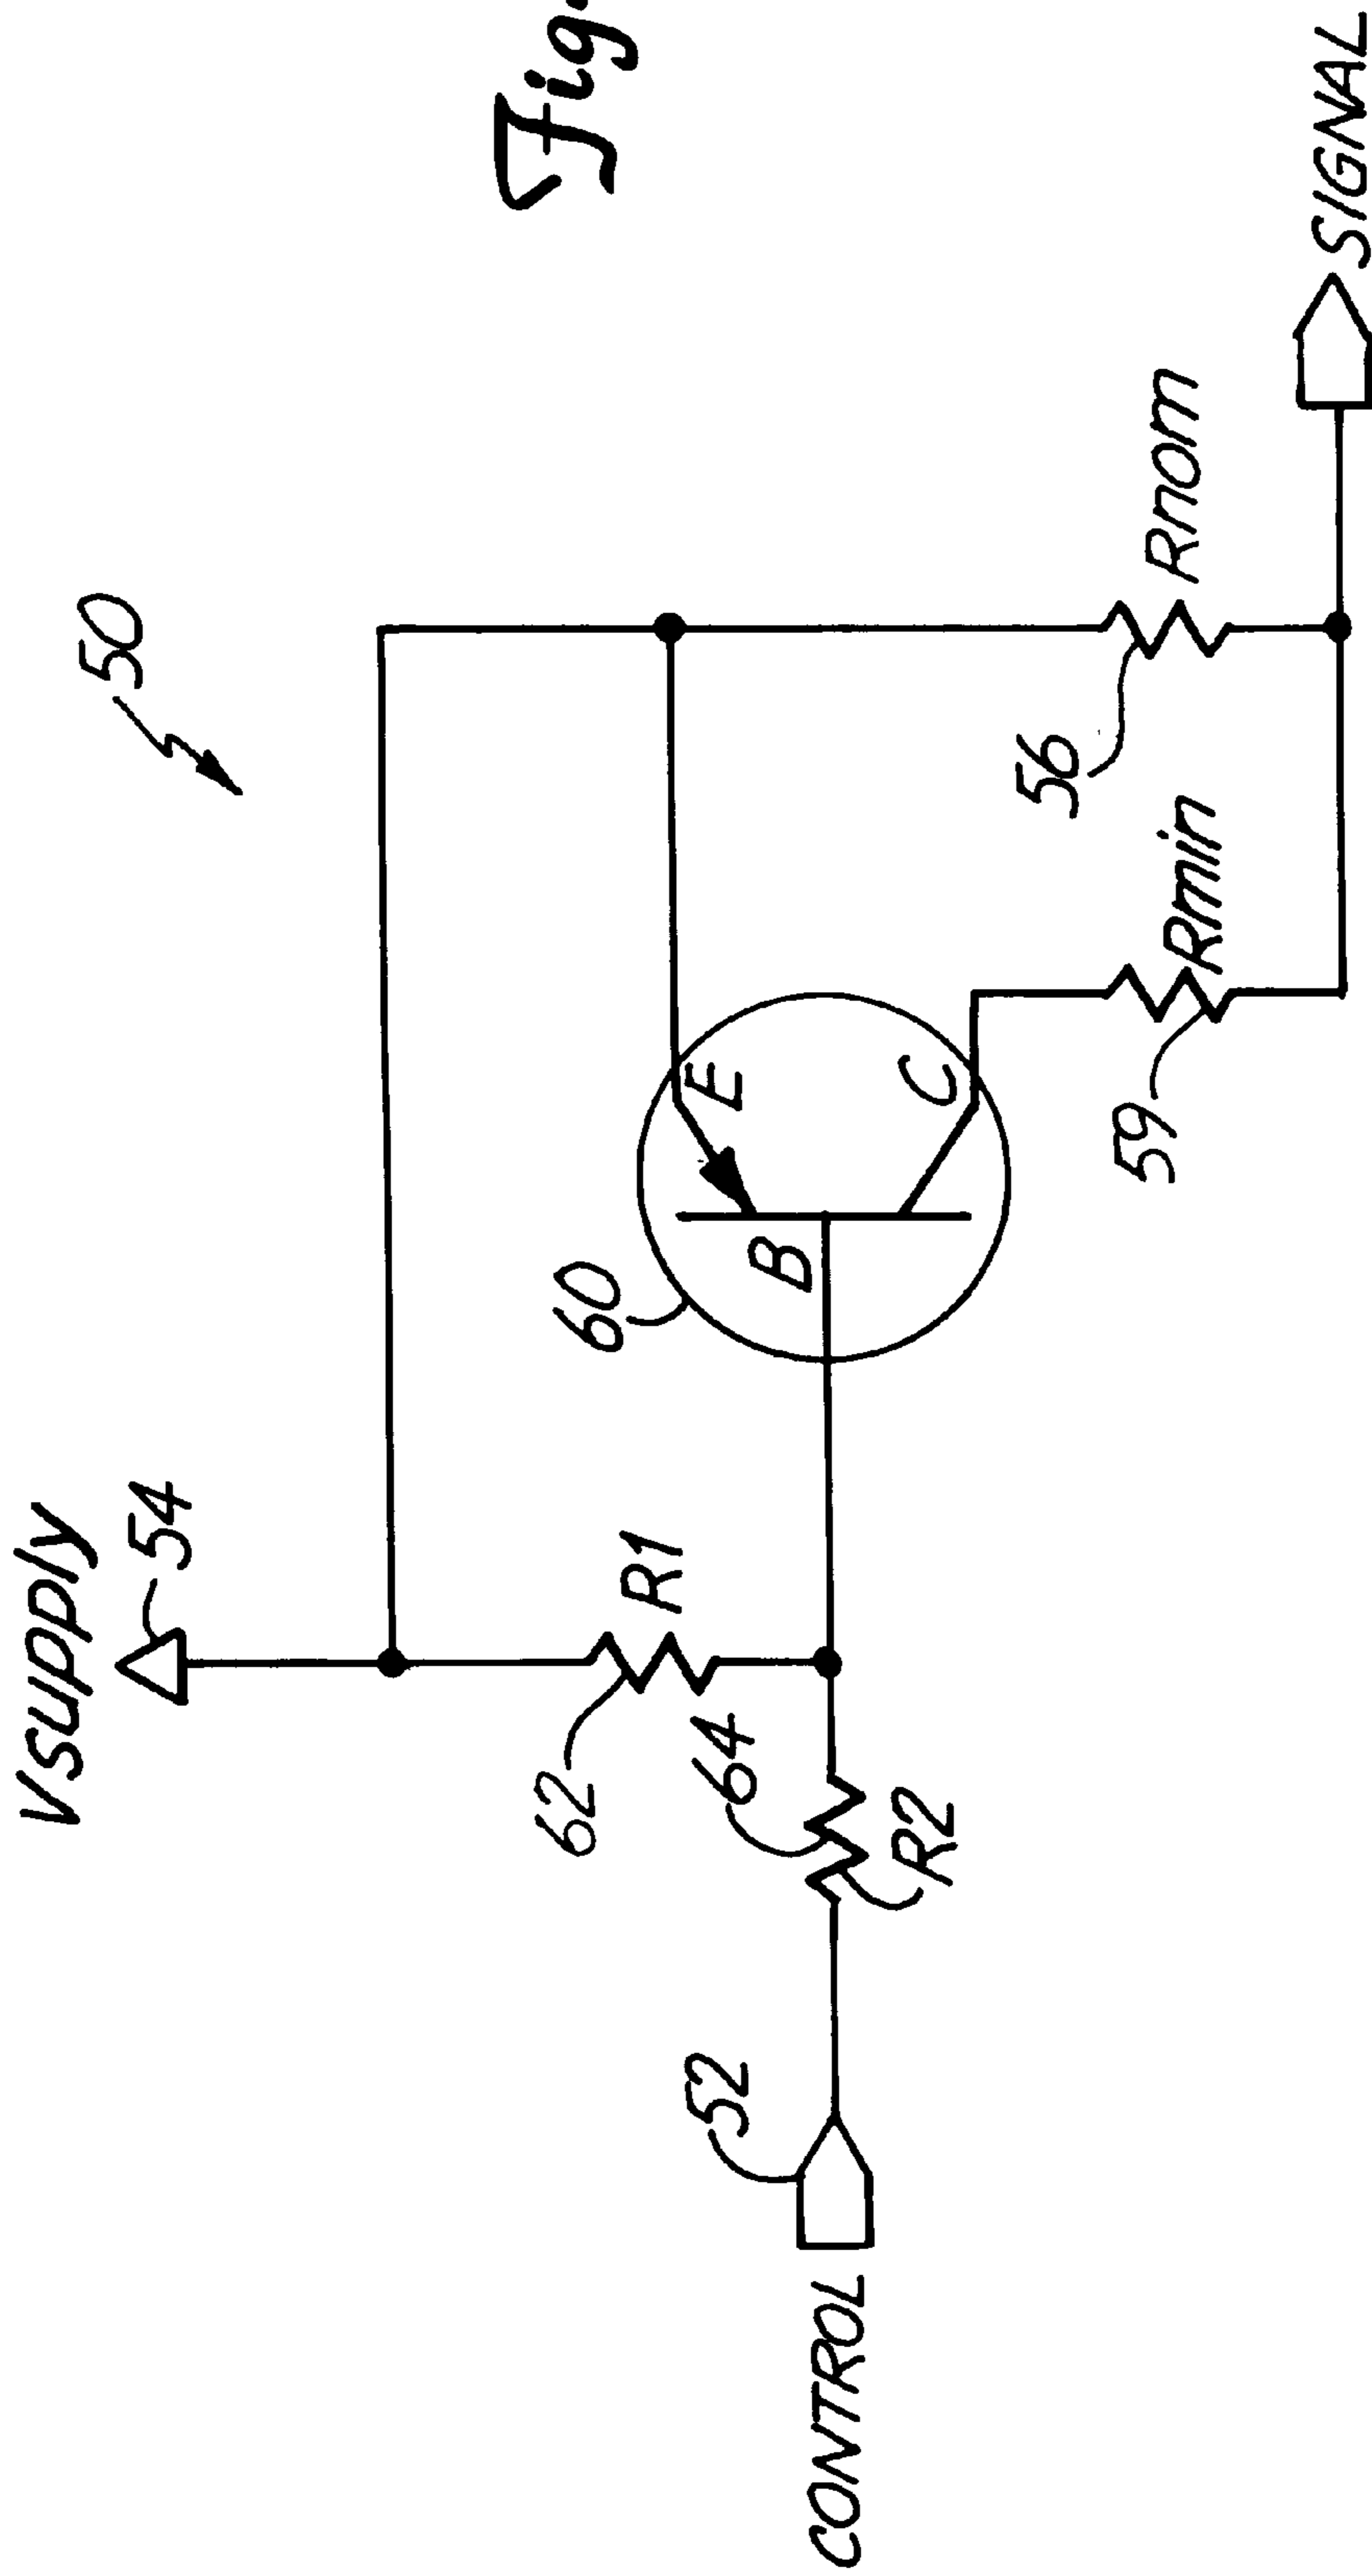 Vsupply
54
50
Fig.
62
R1
64
R2
60
B
E
C
52
CONTROL
56
Rnom
59
Rmin
SIGNAL